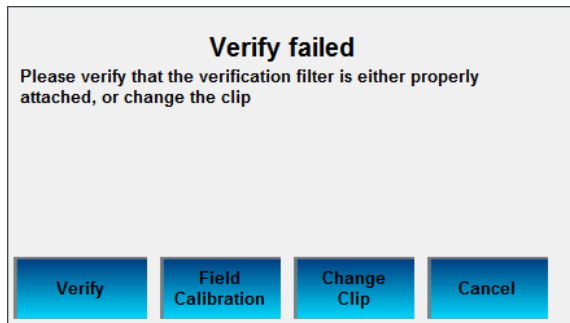 Verify failed
Please verify that the verification filter is either properly
attached, or change the clip
Verify
Field
Calibration
Change
Clip
Cancel